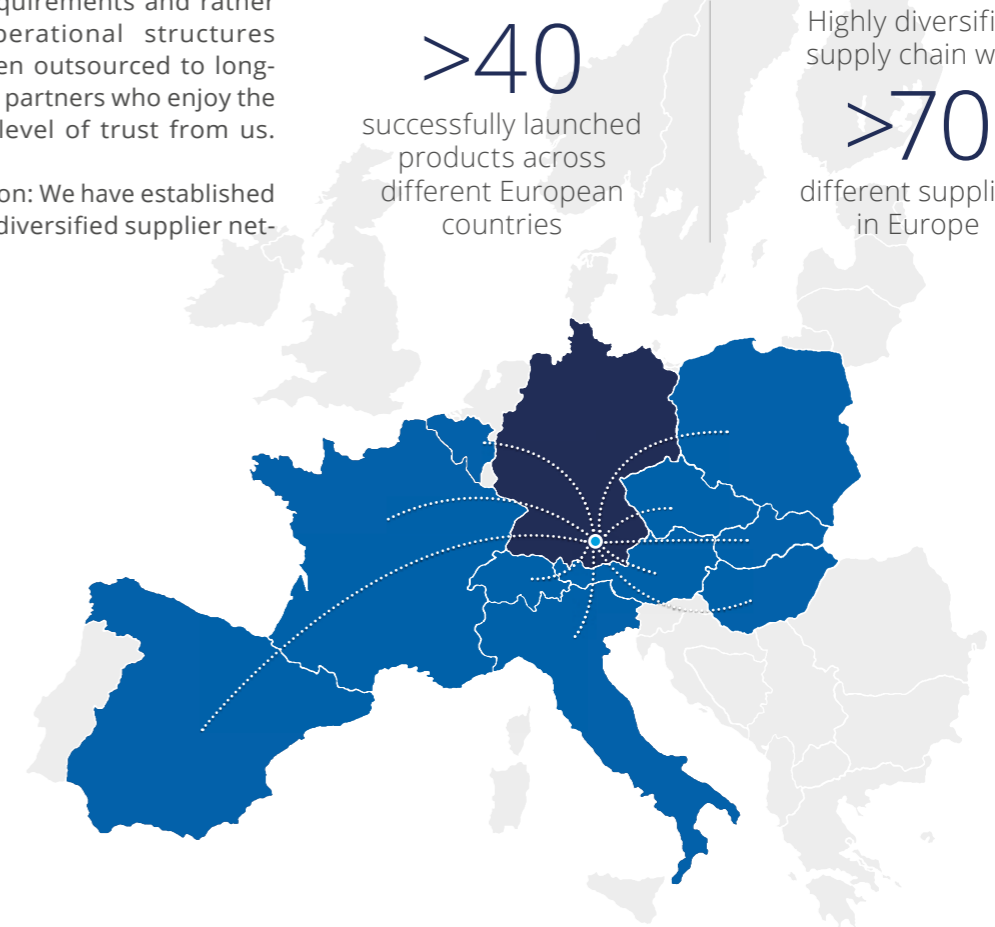 quirements and rather
perational structures
en outsourced to long-
partners who enjoy the
level of trust from us.
on: We have established
diversified supplier net-
>40
successfully launched
products across
different European
countries
Highly diversifi
supply chain w
>70
different suppli
in Europe